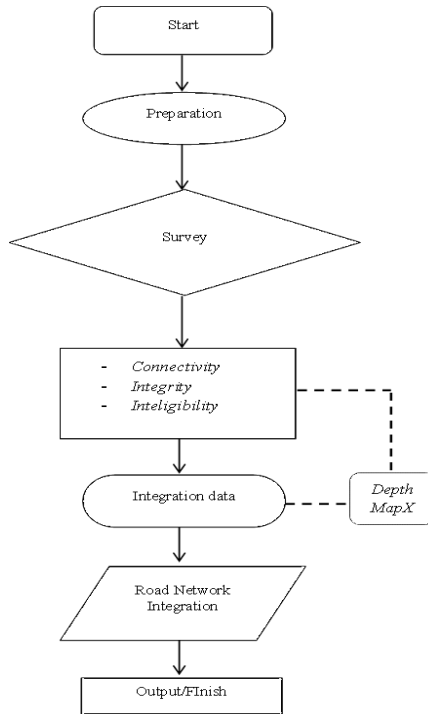 Start
Preparation
Survey
- Connectivity
- Integrity
- Inteligibility
Integration data
Depth
MapX
Road Network
Integration
Output/FInish